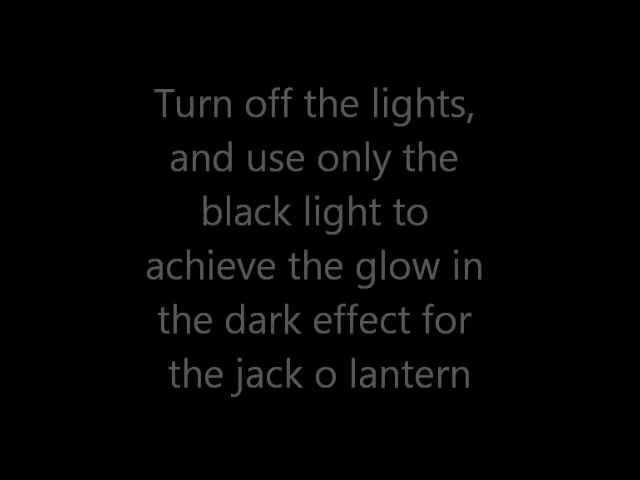 Turn off the lights,
and use only the
black light to
achieve the glow in
the dark effect for
the jack o lantern